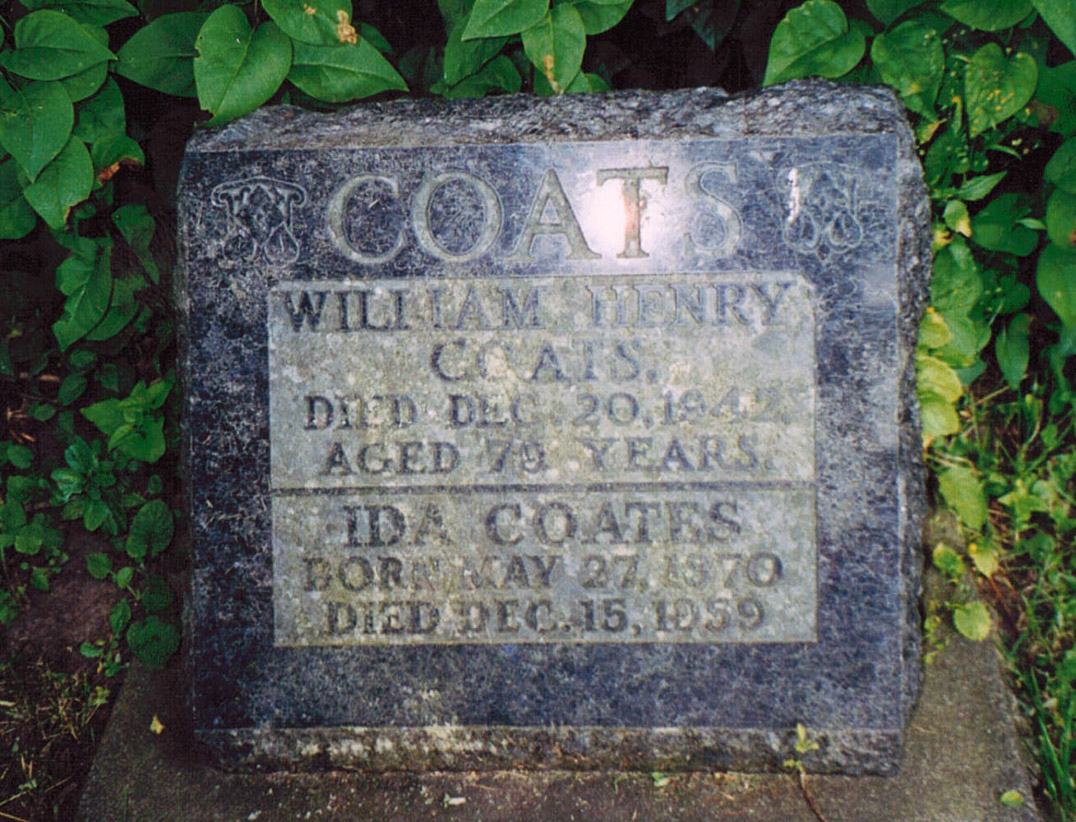 COATS
WILLIAM HENRY
COATS.
DIED DEC. 20, 1942
AGED 79 YEARS.
IDA COATES
BORN MAY 27, 1870
DIED DEC. 15, 1959